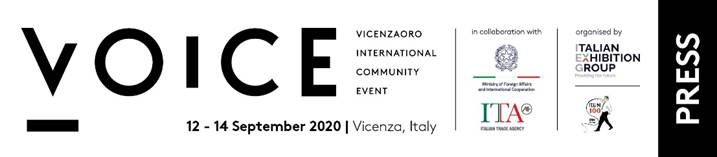 VOICE
VICENZAORO
INTERNATIONAL
COMMUNITY
EVENT
12 - 14 September 2020 | Vicenza, Italy
in collaboration with
Ministry of Foreign Affairs
and International Cooperation
ITA
ITALIAN TRADE AGENCY
organised by
ITALIAN
EXHIBITION
GROUP
Providing the future
100
PRESS